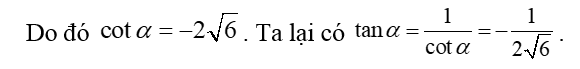 Do đó cot α = −2√6 . Ta lại có tan α = 1/cot α = − 1/2√6 .